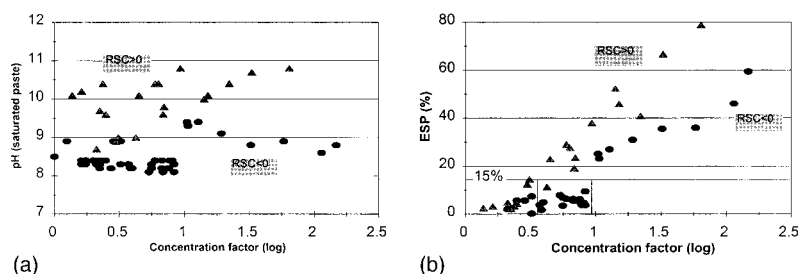 12
11
10
9
8
7
pH (saturated paste)
RSC>0
RSC<0
0 0.5 1 1.5 2 2.5
Concentration factor (log)
(a)
80
60
40
20
0
ESP (%)
RSC>0
RSC<0
15%
0 0.5 1.0 1.5 2.0 2.5
Concentration factor (log)
(b)